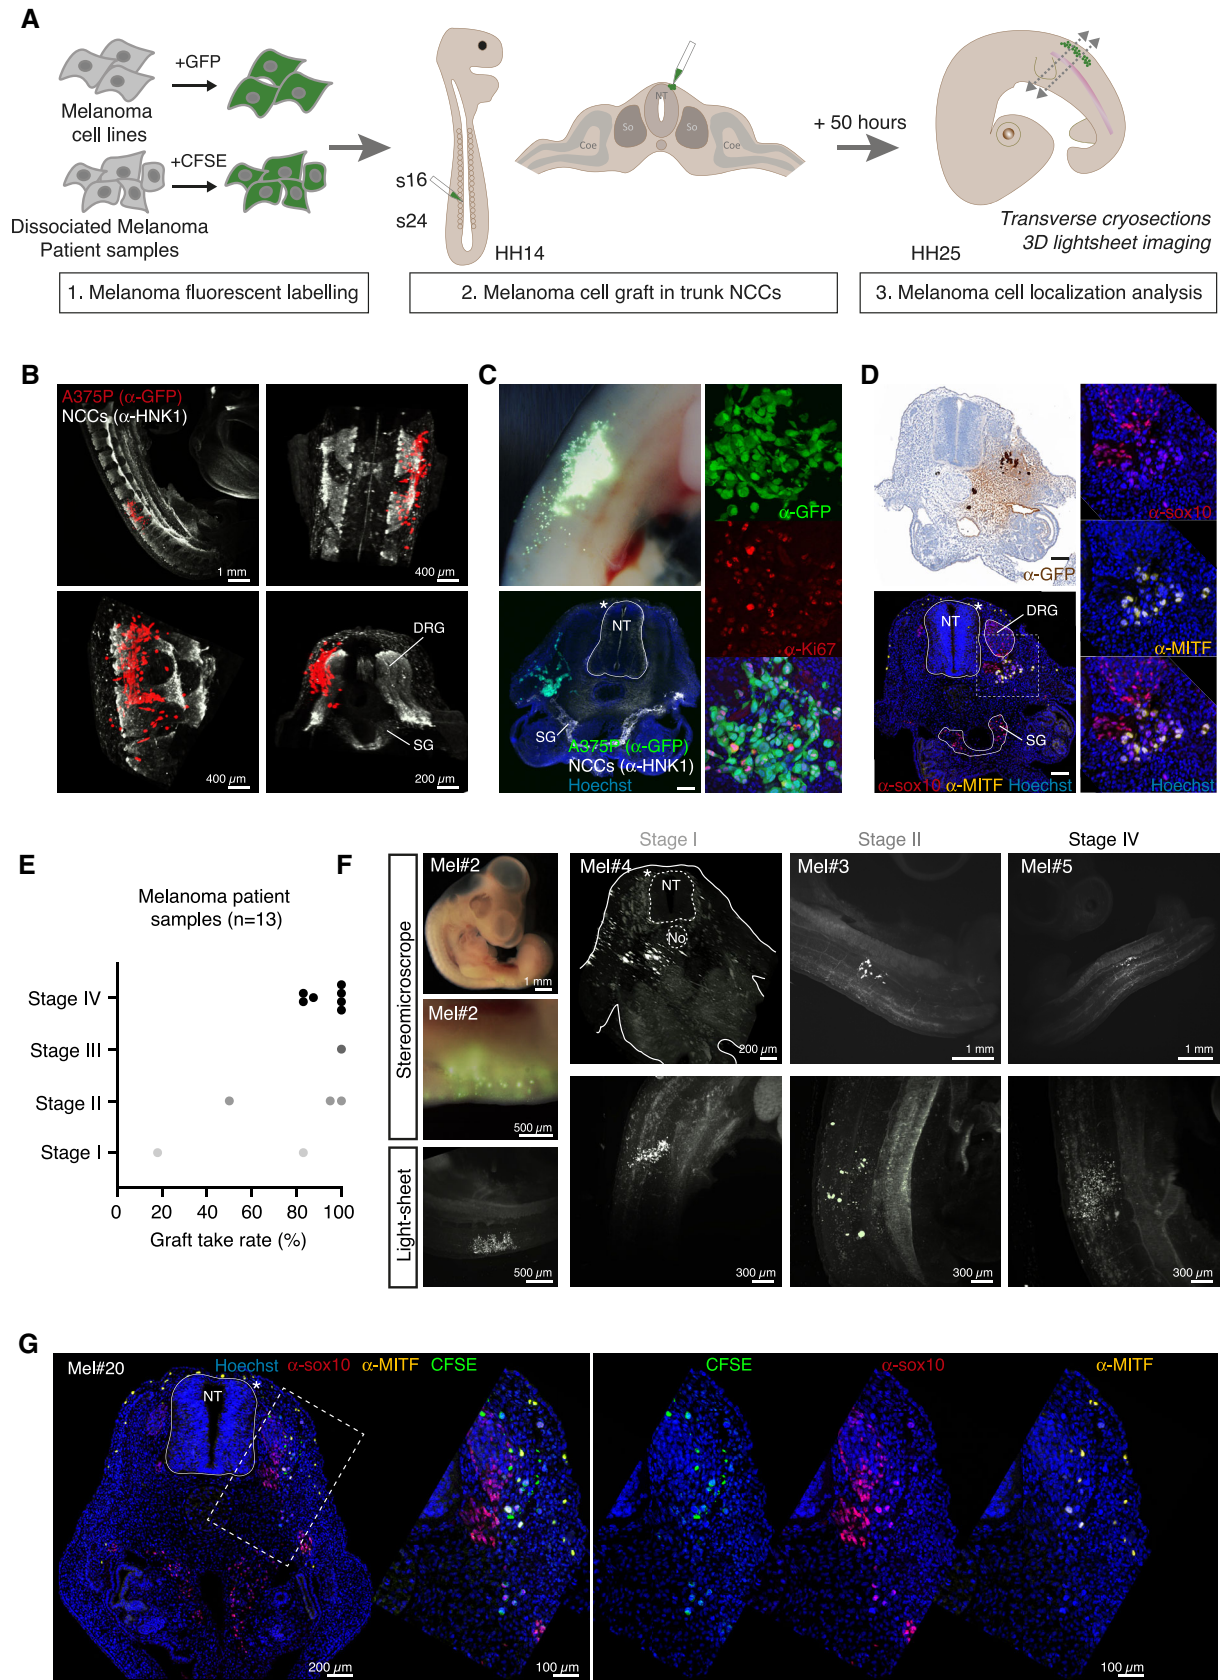 A
+GFP
Melanoma
cell lines
+CFSE
Dissociated Melanoma
Patient samples
s16
s24
HH14
NT
So
So
Coe
Coe
+ 50 hours
HH25
Transverse cryosections
3D lightsheet imaging
1. Melanoma fluorescent labelling
2. Melanoma cell graft in trunk NCCs
3. Melanoma cell localization analysis
B
A375P (α-GFP)
NCCs (α-HNK1)
1 mm
400 µm
400 µm
DRG
SG
200 µm
C
α-GFP
α-Ki67
*
NT
SG
A375P (α-GFP)
NCCs (α-HNK1)
Hoechst
D
α-GFP
α-sox10
α-MITF
Hoechst
*
NT
DRG
SG
α-sox10 α-MITF Hoechst
E
Melanoma patient
samples (n=13)
Stage IV
Stage III
Stage II
Stage I
0 20 40 60 80 100
Graft take rate (%)
F
Stereomicroscope
Light-sheet
Stage I
Stage II
Stage IV
Mel#2
1 mm
Mel#2
500 µm
500 µm
Mel#4
*
NT
No
200 µm
300 µm
Mel#3
1 mm
300 µm
Mel#5
1 mm
300 µm
G
Mel#20
Hoechst α-sox10 α-MITF CFSE
NT
*
200 µm
100 µm
CFSE
α-sox10
α-MITF
100 µm